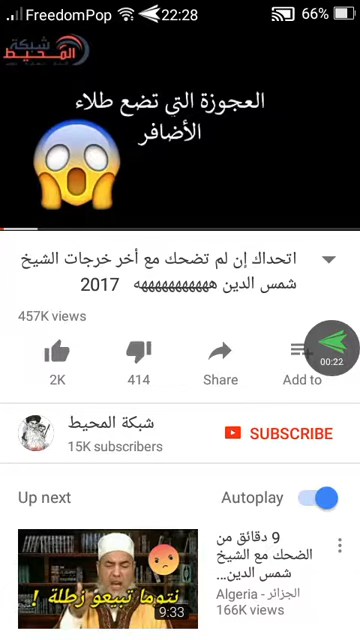 FreedomPop 22:28 66%
شبكة
المحيط
العجوزة التي تضع طلاء
الأضافر
اتحداك إن لم تضحك مع أخر خرجات الشيخ
شمس الدين هههههههههههه 2017
457K views
2K 414 Share Add to
00:22
شبكة المحيط
15K subscribers
SUBSCRIBE
Up next Autoplay
نتوما تبيعو زطلة !
9:33
9 دقائق من
الضحك مع الشيخ
شمس الدين...
Algeria - الجزائر
166K views